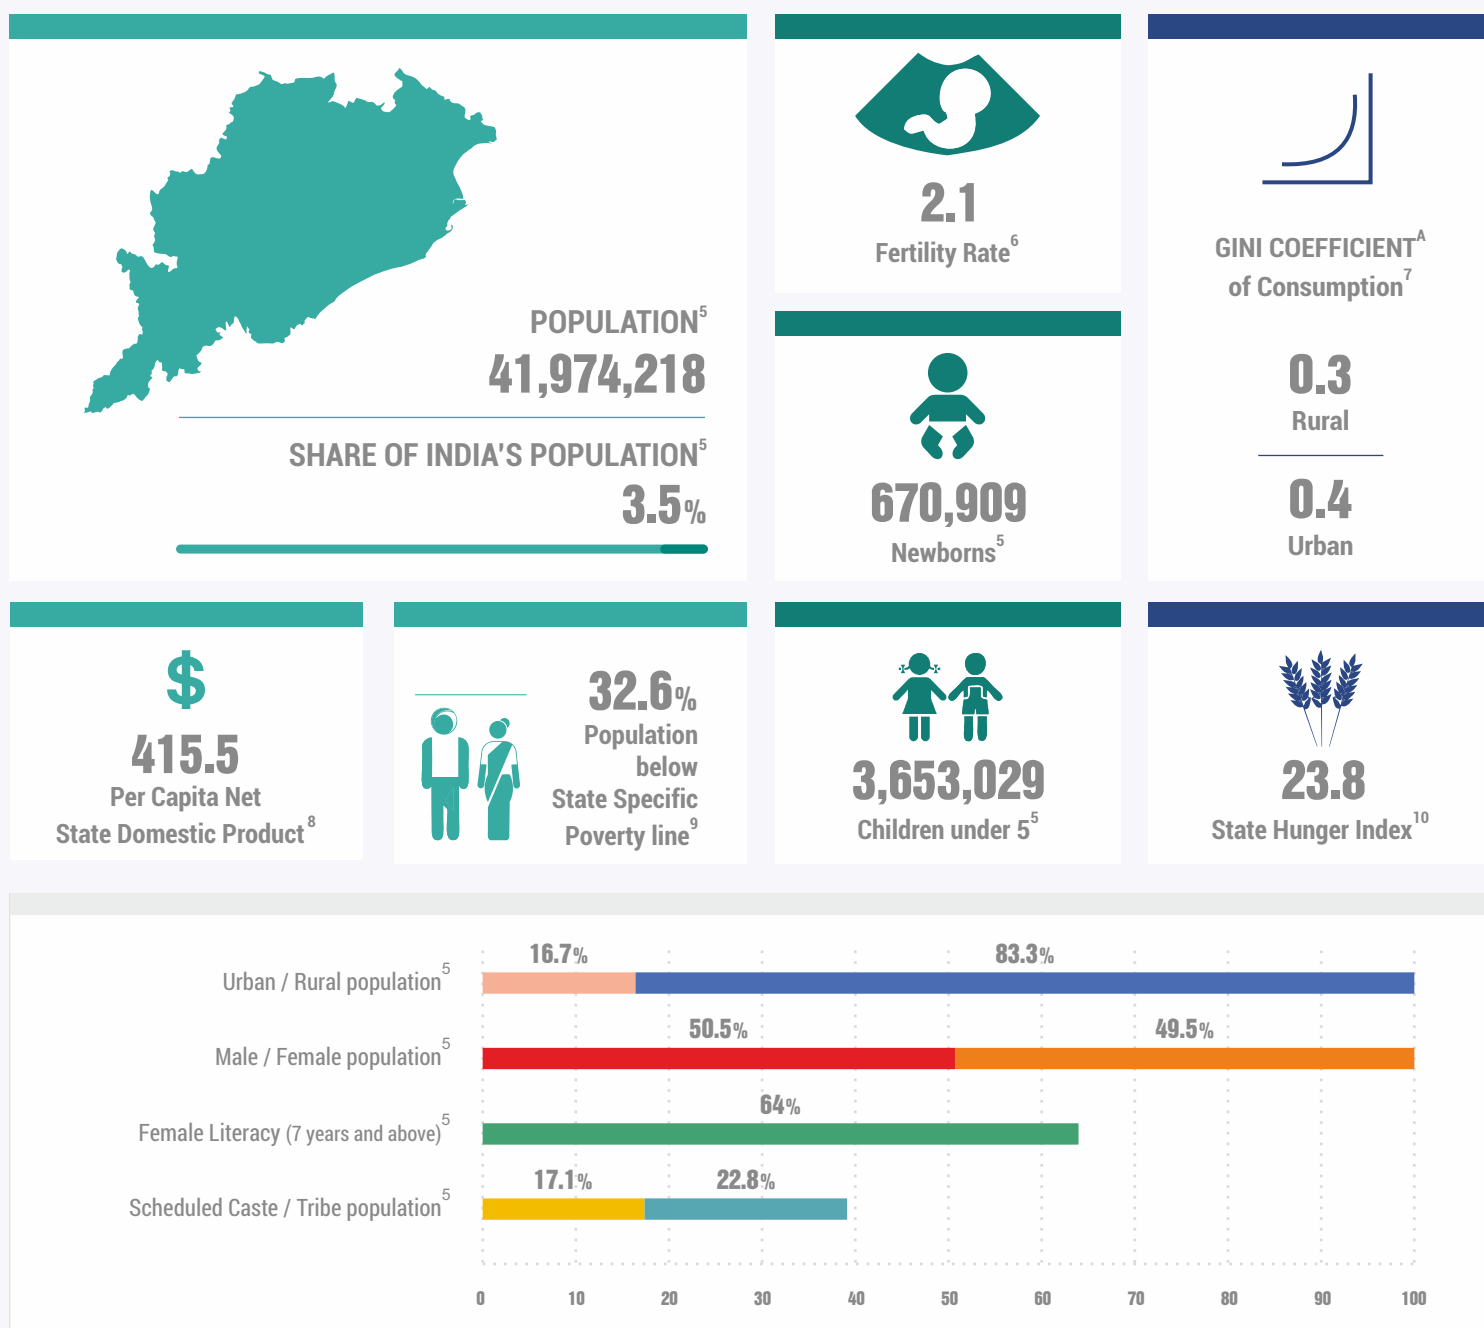 POPULATION5
41,974,218
SHARE OF INDIA'S POPULATION5
3.5%
2.1
Fertility Rate6
670,909
Newborns5
GINI COEFFICIENTA
of Consumption7
0.3
Rural
0.4
Urban
$
415.5
Per Capita Net
State Domestic Product8
32.6%
Population
below
State Specific
Poverty line9
3,653,029
Children under 55
23.8
State Hunger Index10
16.7% 83.3%
Urban / Rural population5
50.5% 49.5%
Male / Female population5
64%
Female Literacy (7 years and above)5
17.1% 22.8%
Scheduled Caste / Tribe population5
0 10 20 30 40 50 60 70 80 90 100